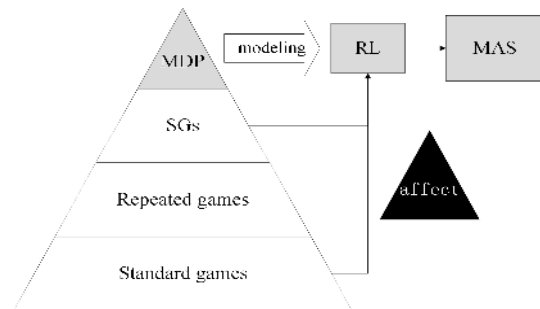 MDP
modeling
RL
MAS
SGs
affect
Repeated games
Standard games